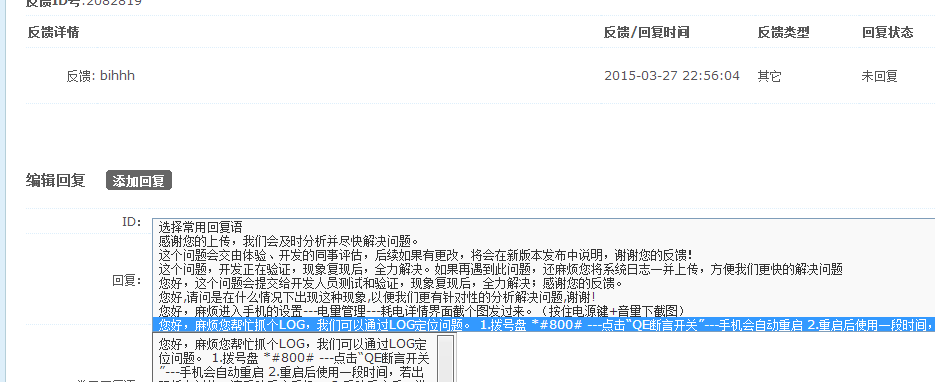 反馈ID号:2082819
反馈详情 反馈/回复时间 反馈类型 回复状态
反馈: bihhh 2015-03-27 22:56:04 其它 未回复
编辑回复 添加回复
ID:
选择常用回复语
感谢您的上传，我们会及时分析并尽快解决问题。
这个问题会交由体验、开发的同事评估，后续如果有更改，将会在新版本发布中说明，谢谢您的反馈！
回复:
这个问题，开发正在验证，现象复现后，全力解决。如果再遇到此问题，还麻烦您将系统日志一并上传，方便我们更快的解决问题
您好，这个问题会提交给开发人员测试和验证，现象复现后，全力解决；感谢您的反馈。
您好,请问是在什么情况下出现这种现象,以便我们更有针对性的分析解决问题,谢谢!
您好，麻烦进入手机的设置---电量管理---耗电详情界面截个图发过来。（按住电源键+音量下截图）
您好，麻烦您帮忙抓个LOG，我们可以通过LOG定位问题。 1.拨号盘 *#800# ---点击“QE断言开关”---手机会自动重启 2.重启后使用一段时间，
您好，麻烦您帮忙抓个LOG，我们可以通过LOG定
位问题。 1.拨号盘 *#800# ---点击“QE断言开关
”---手机会自动重启 2.重启后使用一段时间，若出